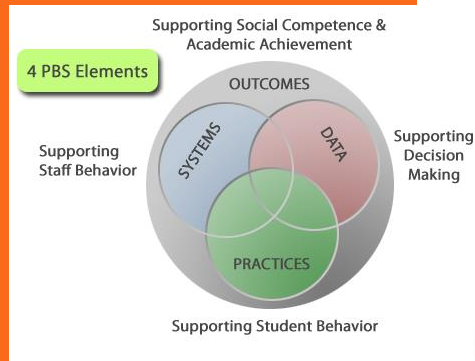 Supporting Social Competence &
Academic Achievement
4 PBS Elements
OUTCOMES
SYSTEMS
DATA
Supporting
Staff Behavior
Supporting
Decision
Making
PRACTICES
Supporting Student Behavior